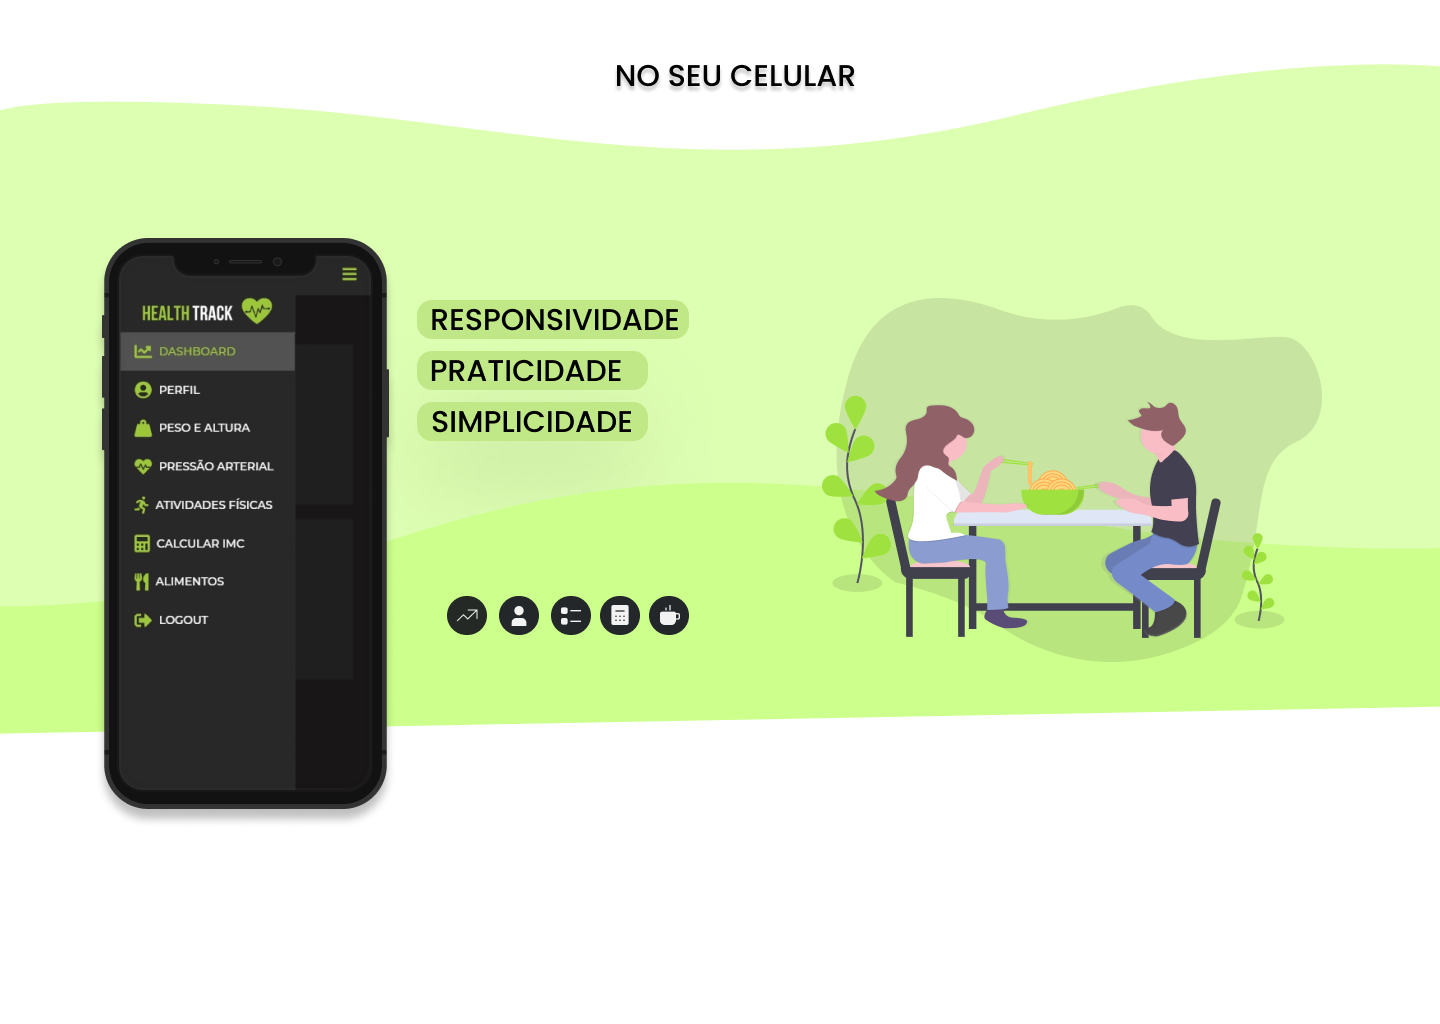 NO SEU CELULAR
HEALTH TRACK
DASHBOARD
PERFIL
PESO E ALTURA
PRESSÃO ARTERIAL
ATIVIDADES FÍSICAS
CALCULAR IMC
ALIMENTOS
LOGOUT
RESPONSIVIDADE
PRATICIDADE
SIMPLICIDADE